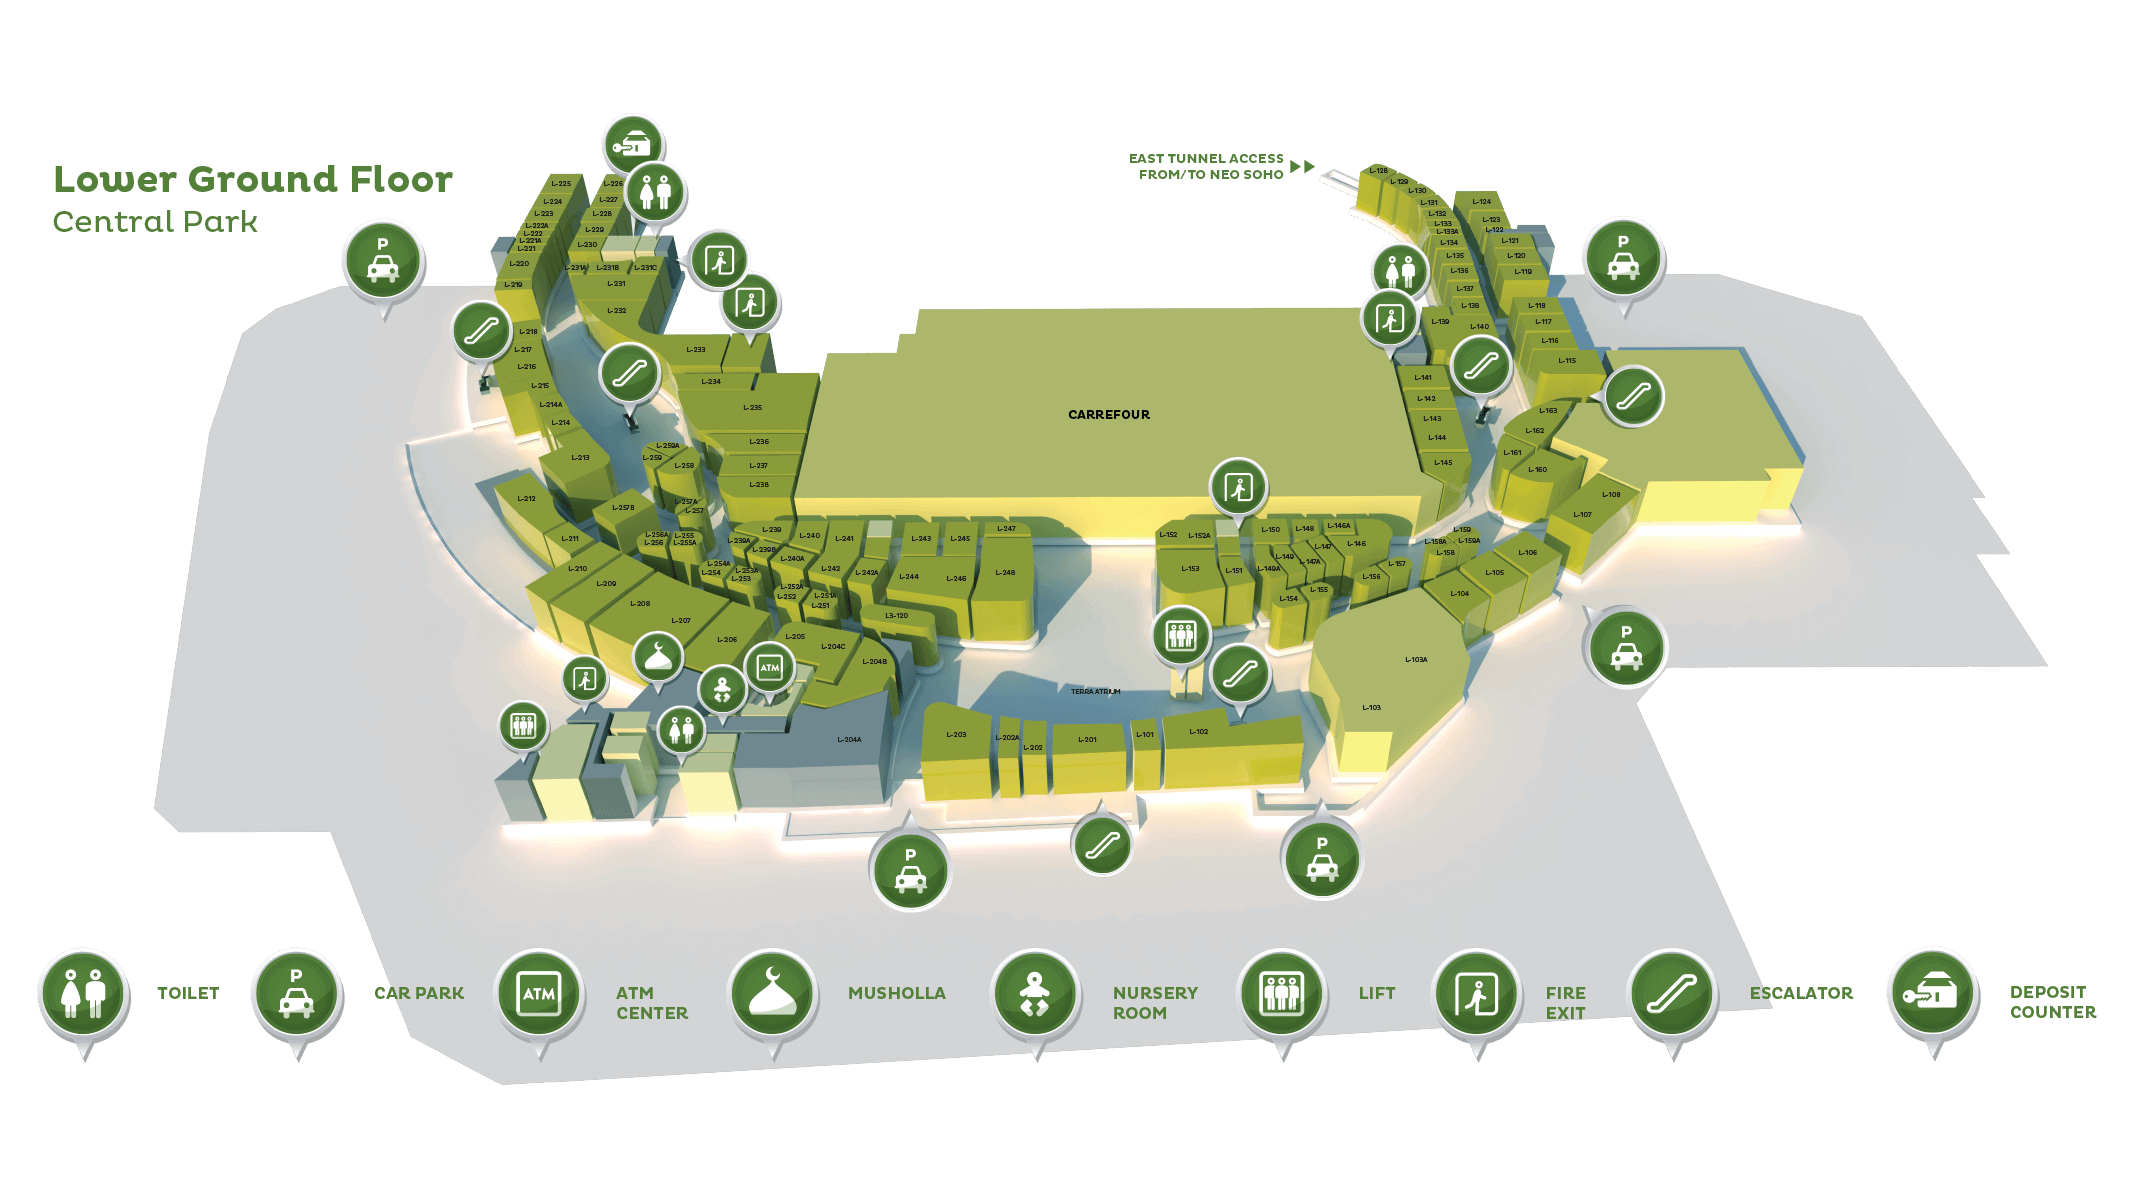 Lower Ground Floor
Central Park
EAST TUNNEL ACCESS
FROM/TO NEO SOHO
CARREFOUR
TERRA ATRIUM
L-225
L-224
L-223
L-222A
L-222
L-221A
L-221
L-220
L-219
L-218
L-217
L-216
L-215
L-214A
L-214
L-213
L-212
L-211
L-210
L-209
L-208
L-207
L-206
L-205
L-204C
L-204B
L-204A
L-226
L-227
L-228
L-229
L-230
L-231A
L-231B
L-231C
L-231
L-232
L-233
L-234
L-235
L-236
L-237
L-238
L-259A
L-259
L-258
L-257A
L-257
L-257B
L-256A
L-256
L-255
L-255A
L-254A
L-254
L-253A
L-253
L-252A
L-252
L-251A
L-251
L-239
L-239A
L-239B
L-240
L-240A
L-241
L-242
L-242A
L-243
L-244
L-245
L-246
L-247
L-248
L3-120
L-203
L-202A
L-202
L-201
L-101
L-102
L-103
L-103A
L-104
L-105
L-106
L-107
L-108
L-128
L-129
L-130
L-131
L-132
L-133
L-133A
L-134
L-135
L-136
L-137
L-138
L-139
L-140
L-141
L-142
L-143
L-144
L-145
L-124
L-123
L-122
L-121
L-120
L-119
L-118
L-117
L-116
L-115
L-163
L-162
L-161
L-160
L-159
L-159A
L-158A
L-158
L-157
L-156
L-155
L-154
L-152
L-152A
L-153
L-151
L-150
L-149
L-149A
L-148
L-147
L-147A
L-146A
L-146
P
P
P
P
P
ATM
TOILET
P
CAR PARK
ATM
ATM
CENTER
MUSHOLLA
NURSERY
ROOM
LIFT
FIRE
EXIT
ESCALATOR
DEPOSIT
COUNTER